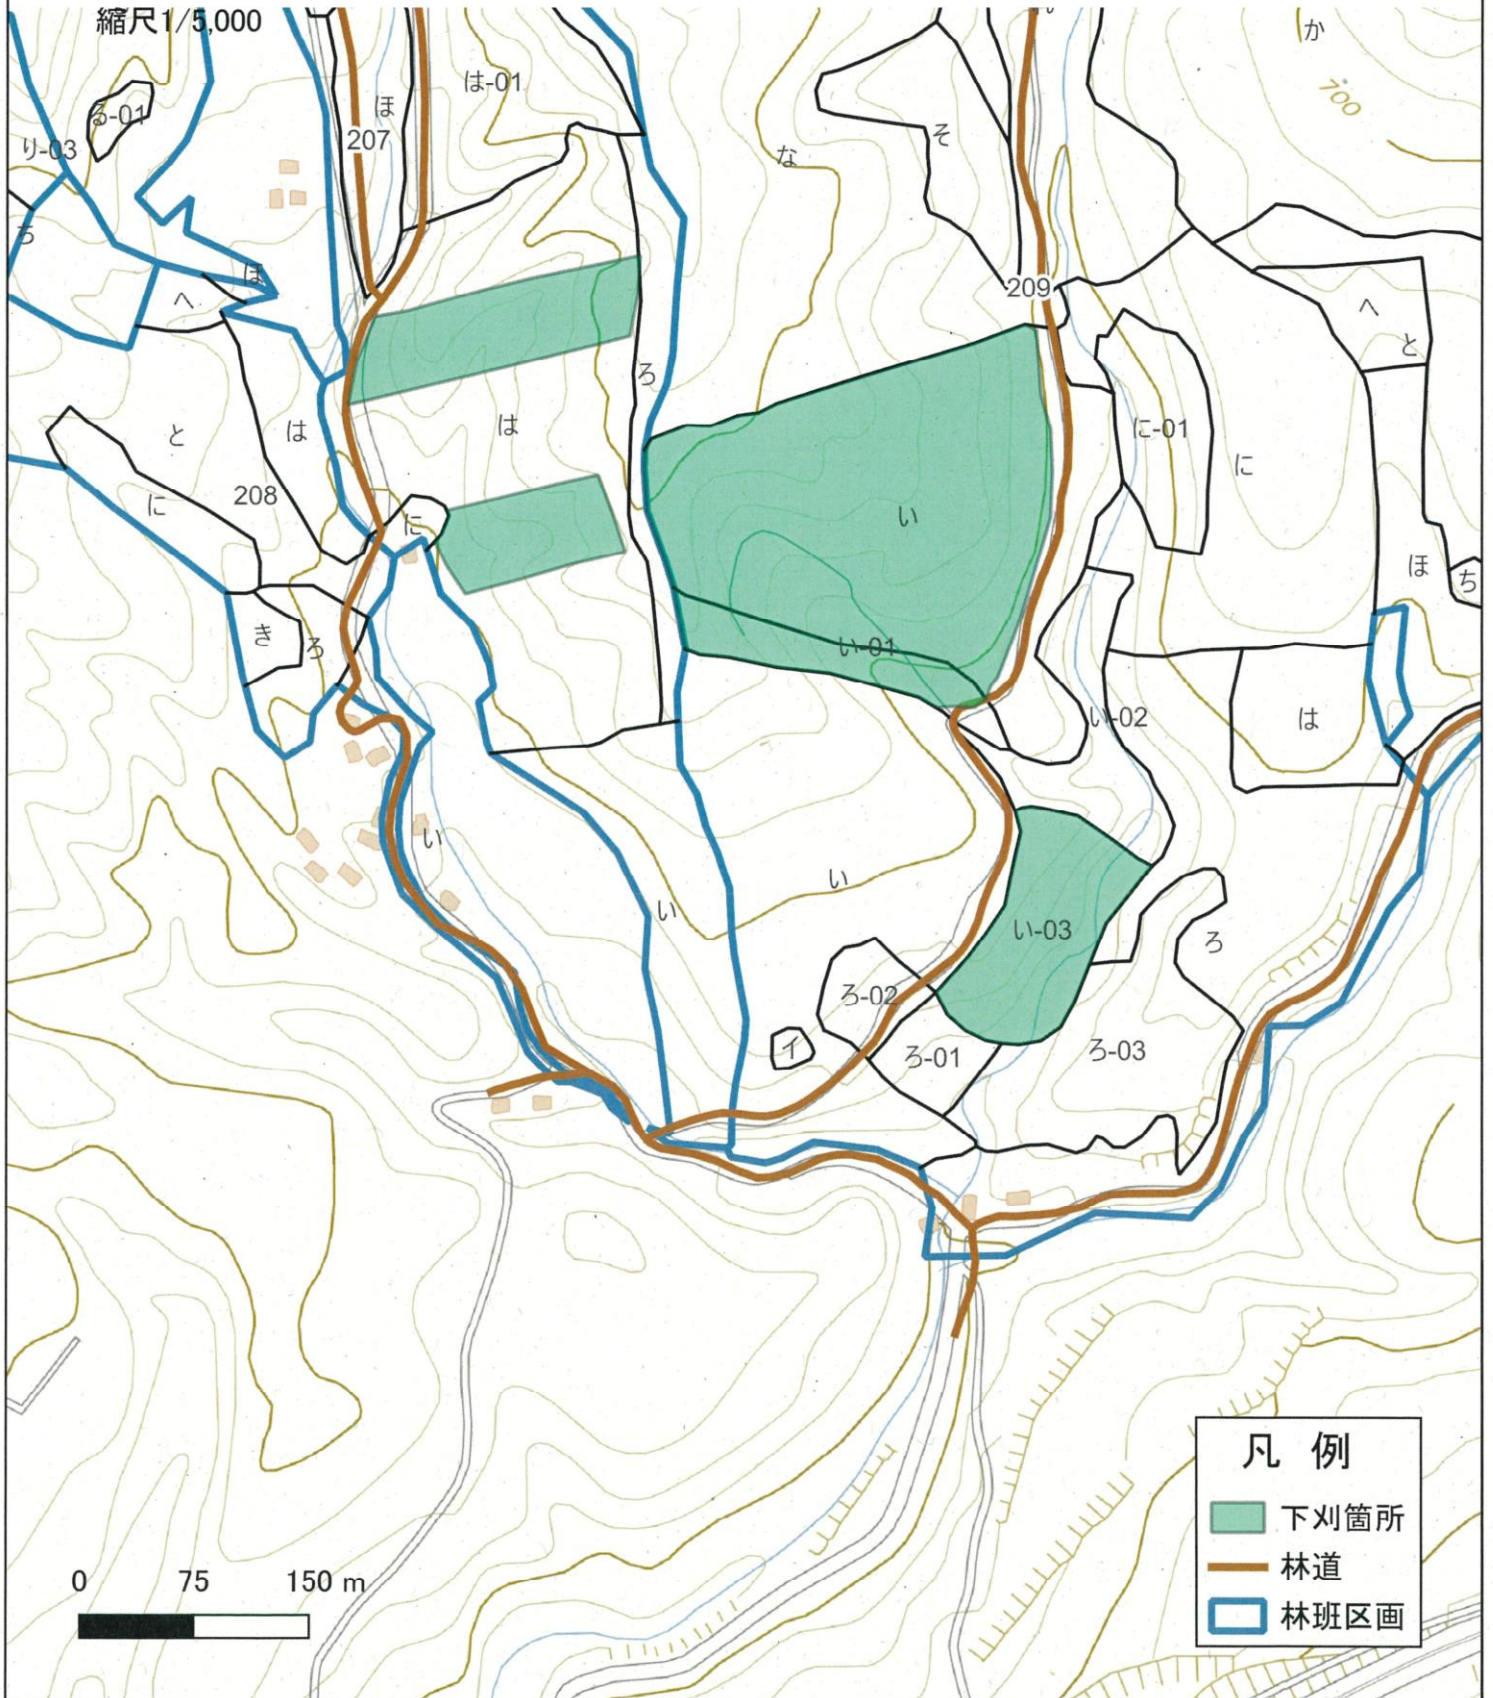 縮尺1/5,000
か
は-01
700
る-01
ほ
207
そ
り-03
な
ろ
ほ
へ
209
へ
と
ろ
は
と
は
に-01
に
208
に
に
い
ほ
ち
き
ろ
い-01
い-02
は
い
い
い
い-03
ろ
ろ-02
イ
ろ-01
ろ-03
凡 例
下刈箇所
林道
林班区画
0 75 150 m